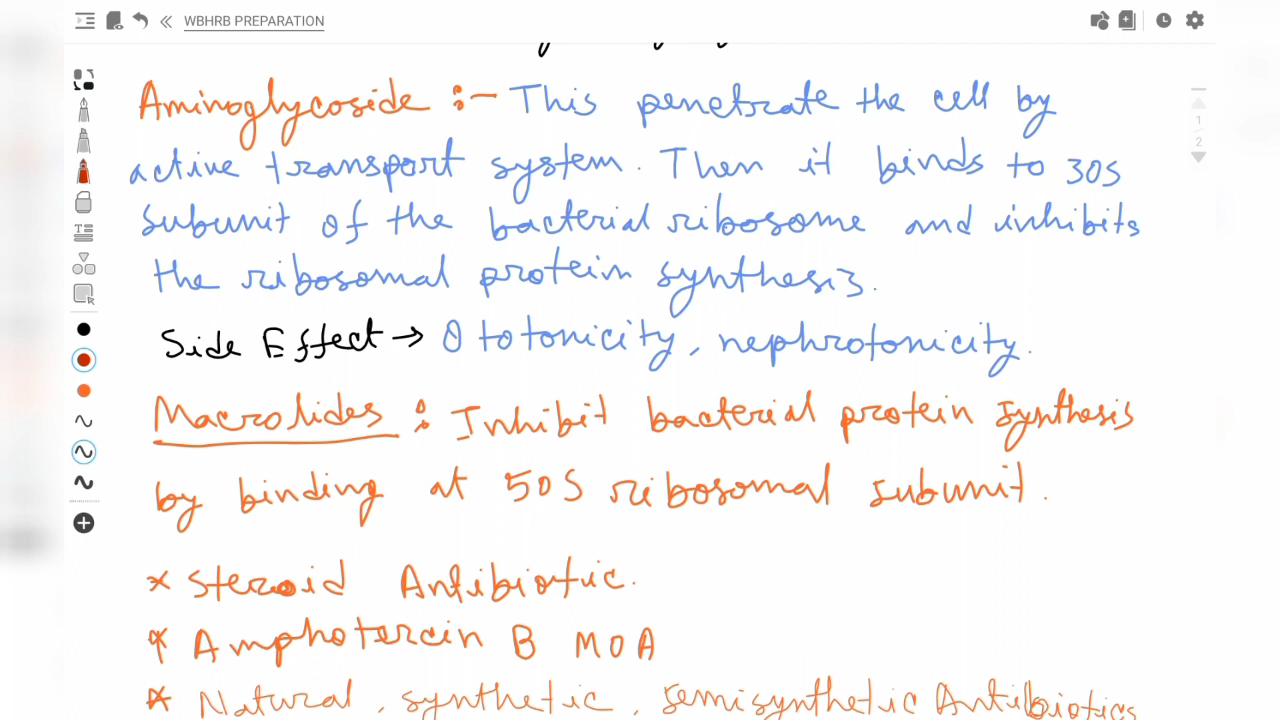 WBHRB PREPARATION
Aminoglycoside :- This penetrate the cell by
active transport system. Then it binds to 30S
subunit of the bacterial ribosome and inhibits
the ribosomal protein synthesis.
Side Effect → Ototonicity, nephrotonicity.
Macrolides : Inhibit bacterial protein synthesis
by binding at 50S ribosomal subunit.
* Steroid Antibiotic.
* Amphotercin B MOA
* Natural, synthetic, semisynthetic Antibiotics
1
2